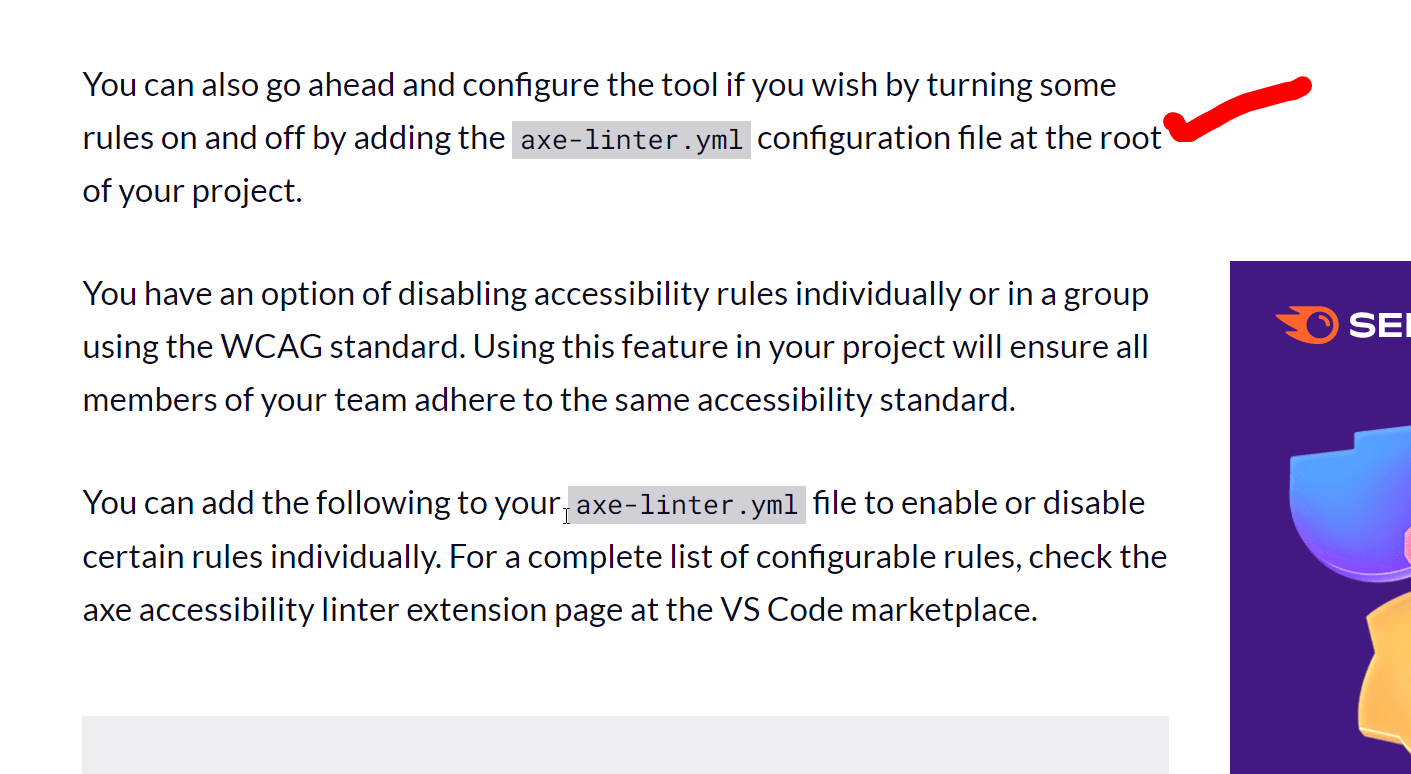 You can also go ahead and configure the tool if you wish by turning some
rules on and off by adding the axe-linter.yml configuration file at the root
of your project.
You have an option of disabling accessibility rules individually or in a group
using the WCAG standard. Using this feature in your project will ensure all
members of your team adhere to the same accessibility standard.
You can add the following to your axe-linter.yml file to enable or disable
certain rules individually. For a complete list of configurable rules, check the
axe accessibility linter extension page at the VS Code marketplace.